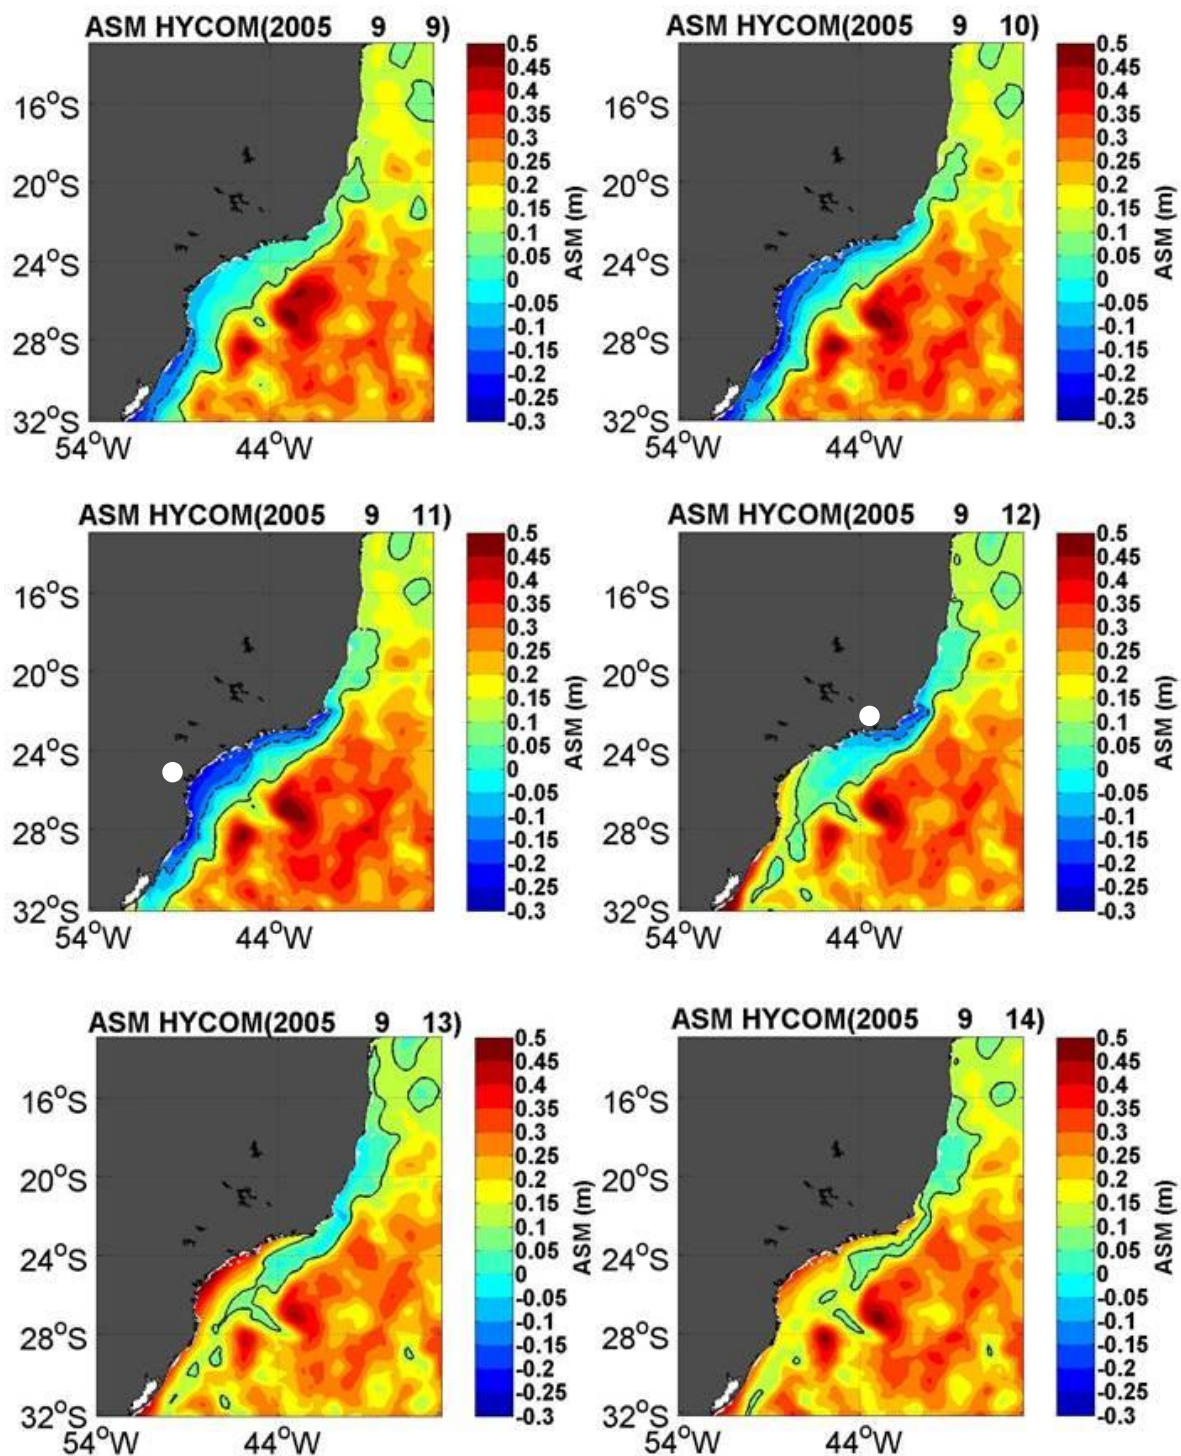 ASM HYCOM(2005 9 9)
16°S
20°S
24°S
28°S
32°S
54°W 44°W
0.5
0.45
0.4
0.35
0.3
0.25
0.2
0.15
0.1
0.05
0
-0.05
-0.1
-0.15
-0.2
-0.25
-0.3
ASM (m)
ASM HYCOM(2005 9 10)
16°S
20°S
24°S
28°S
32°S
54°W 44°W
0.5
0.45
0.4
0.35
0.3
0.25
0.2
0.15
0.1
0.05
0
-0.05
-0.1
-0.15
-0.2
-0.25
-0.3
ASM (m)
ASM HYCOM(2005 9 11)
16°S
20°S
24°S
28°S
32°S
54°W 44°W
0.5
0.45
0.4
0.35
0.3
0.25
0.2
0.15
0.1
0.05
0
-0.05
-0.1
-0.15
-0.2
-0.25
-0.3
ASM (m)
ASM HYCOM(2005 9 12)
16°S
20°S
24°S
28°S
32°S
54°W 44°W
0.5
0.45
0.4
0.35
0.3
0.25
0.2
0.15
0.1
0.05
0
-0.05
-0.1
-0.15
-0.2
-0.25
-0.3
ASM (m)
ASM HYCOM(2005 9 13)
16°S
20°S
24°S
28°S
32°S
54°W 44°W
0.5
0.45
0.4
0.35
0.3
0.25
0.2
0.15
0.1
0.05
0
-0.05
-0.1
-0.15
-0.2
-0.25
-0.3
ASM (m)
ASM HYCOM(2005 9 14)
16°S
20°S
24°S
28°S
32°S
54°W 44°W
0.5
0.45
0.4
0.35
0.3
0.25
0.2
0.15
0.1
0.05
0
-0.05
-0.1
-0.15
-0.2
-0.25
-0.3
ASM (m)